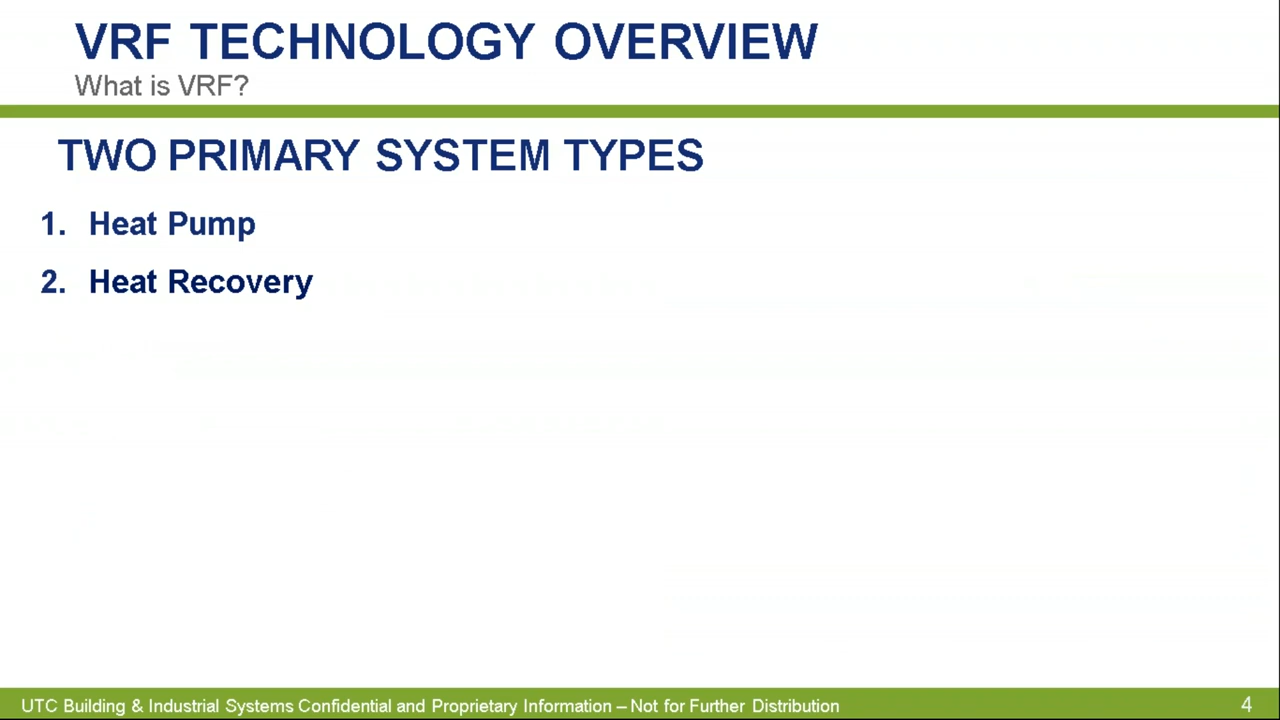 VRF TECHNOLOGY OVERVIEW
What is VRF?
TWO PRIMARY SYSTEM TYPES
1. Heat Pump
2. Heat Recovery
UTC Building & Industrial Systems Confidential and Proprietary Information – Not for Further Distribution
4